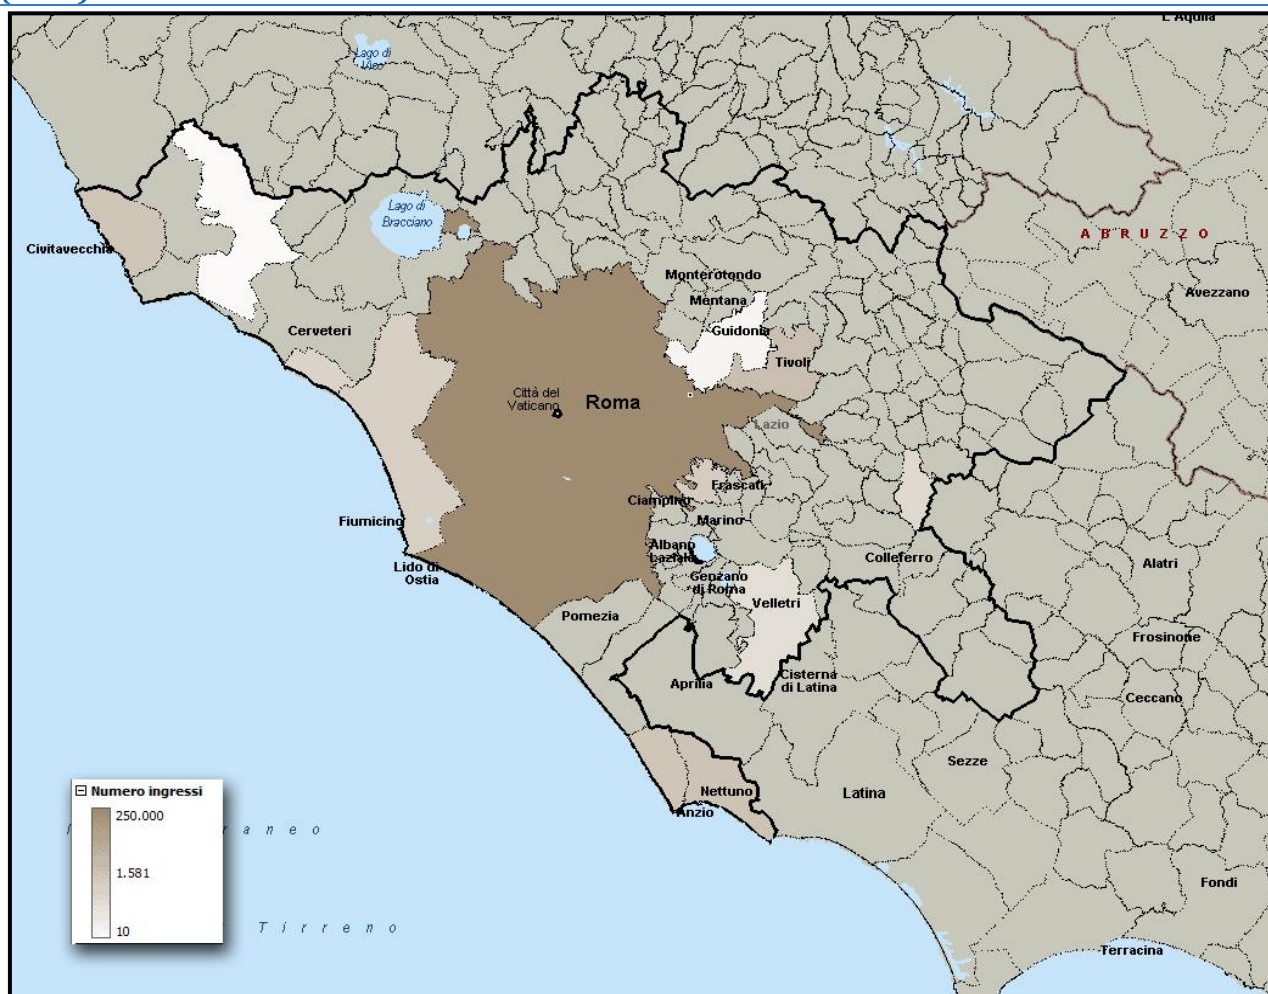 L'Aquila
Lago di
Vico
Lago di
Bracciano
ABRUZZO
Civitavecchia
Monterotondo
Avezzano
Mentana
Cerveteri
Guidonia
Tivoli
Città del
Vaticano
Roma
Lazio
Frascati
Ciampino
Fiumicino
Marino
Albano
Laziale
Colleferro
Alatri
Lido di
Ostia
Genzano
di Roma
Velletri
Pomezia
Frosinone
Aprilia
Cisterna
di Latina
Ceccano
Sezze
Nettuno
Latina
Anzio
Numero ingressi
250.000
1.581
10
raneo
Tirreno
Fondi
Terracina